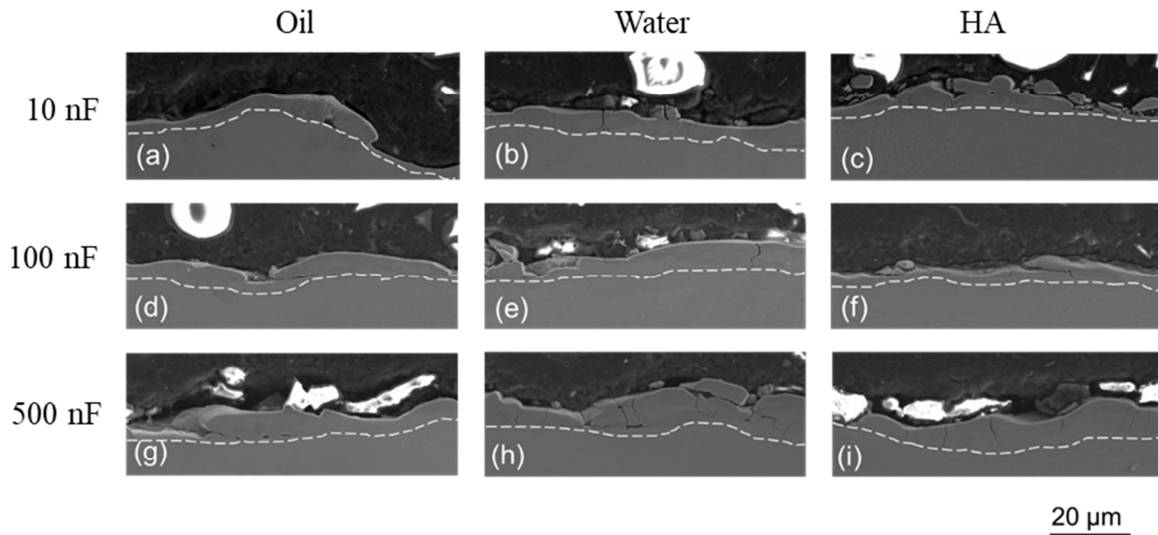 Oil Water HA
10 nF
(a) (b) (c)
100 nF
(d) (e) (f)
500 nF
(g) (h) (i)
20 µm